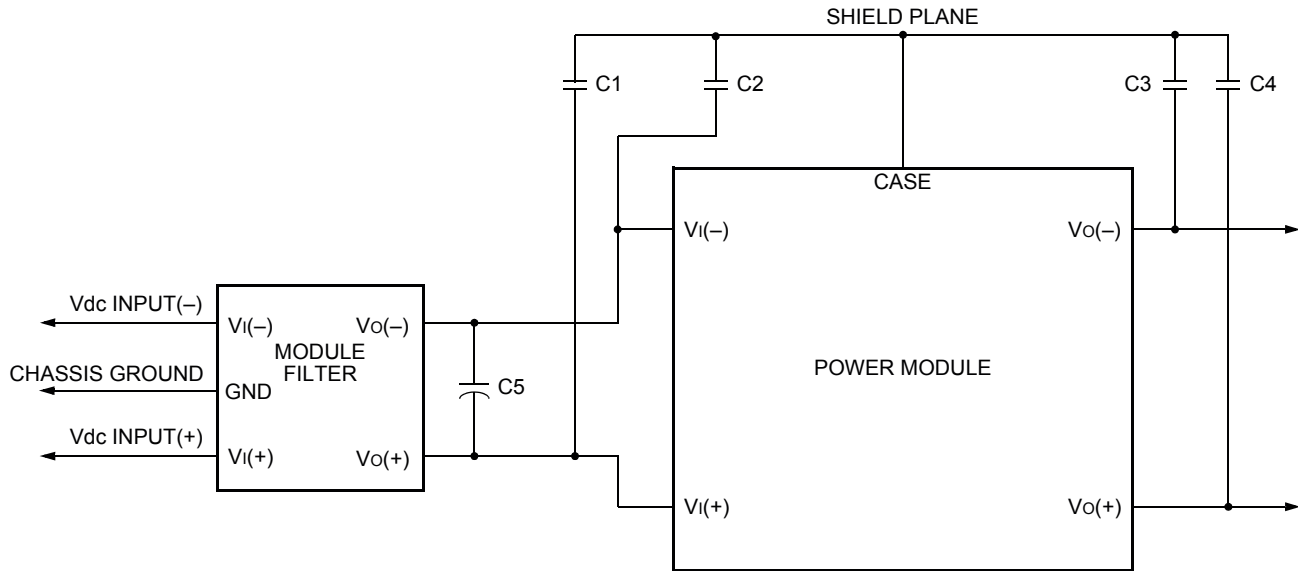 SHIELD PLANE
C1
C2
C3
C4
CASE
VI(–)
VO(–)
Vdc INPUT(–)
VI(–)
VO(–)
MODULE
FILTER
POWER MODULE
CHASSIS GROUND
GND
C5
Vdc INPUT(+)
VI(+)
VO(+)
VI(+)
VO(+)